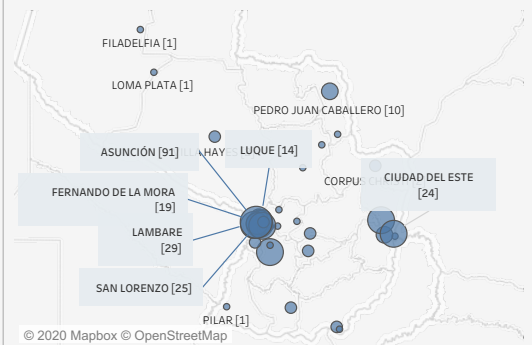 FILADELFIA [1]
LOMA PLATA [1]
PEDRO JUAN CABALLERO [10]
ASUNCIÓN [91]
HAYES
LUQUE [14]
CORPUS
CIUDAD DEL ESTE
[24]
FERNANDO DE LA MORA
[19]
LAMBARE
[29]
SAN LORENZO [25]
PILAR [1]
© 2020 Mapbox © OpenStreetMap